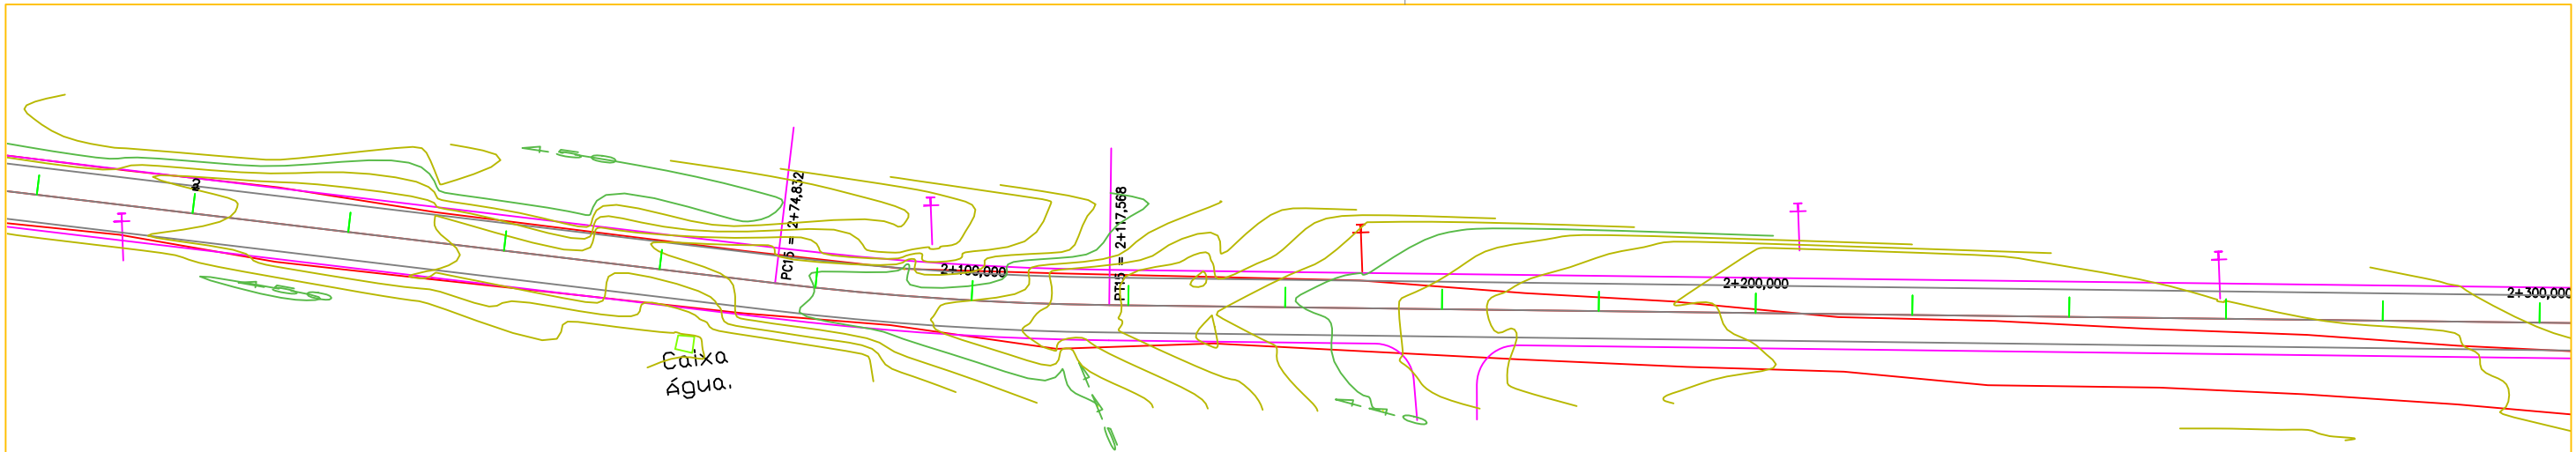 2
PC15 = 2+74,832
2+100,000
PT15 = 2+117,568
2+200,000
2+300,000
Caixa
Água.